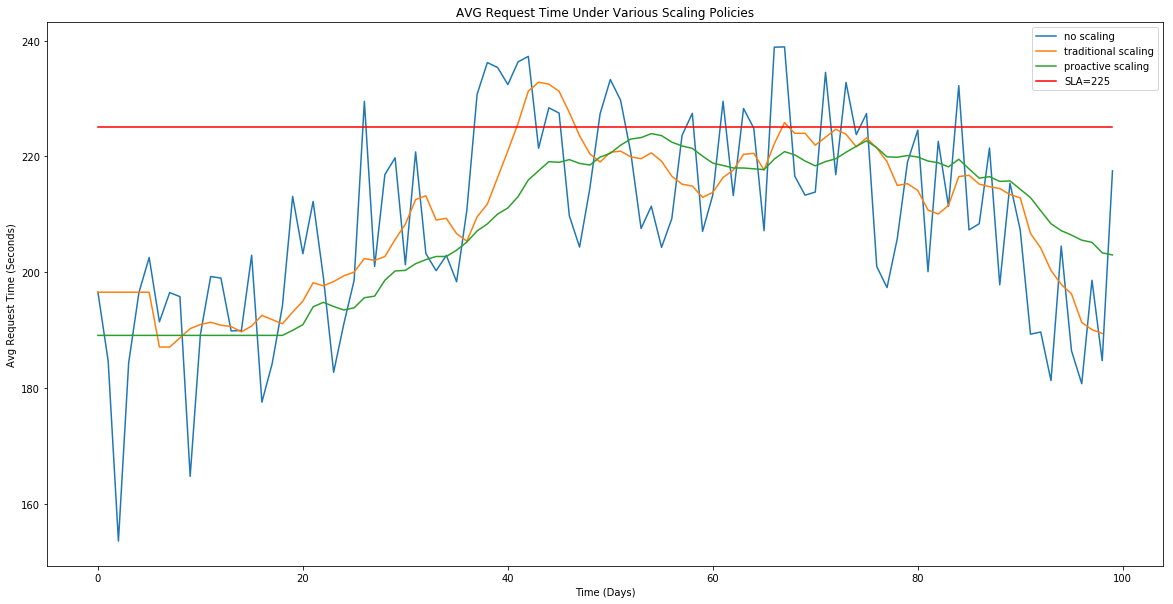 AVG Request Time Under Various Scaling Policies
no scaling
traditional scaling
proactive scaling
SLA=225
Avg Request Time (Seconds)
240
220
200
180
160
0 20 40 60 80 100
Time (Days)